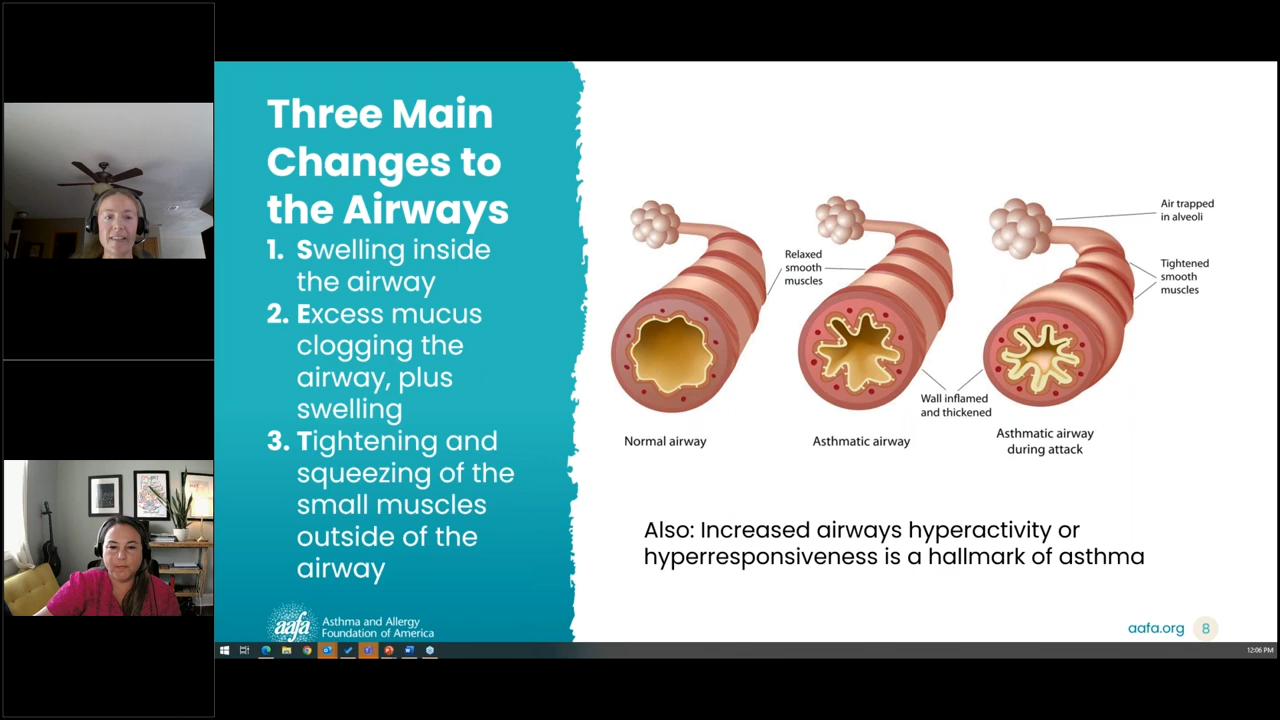 Three Main
Changes to
the Airways
1. Swelling inside
the airway
2. Excess mucus
clogging the
airway, plus
swelling
3. Tightening and
squeezing of the
small muscles
outside of the
airway
aafa
Asthma and Allergy
Foundation of America
Air trapped
in alveoli
Relaxed
smooth
muscles
Tightened
smooth
muscles
Wall inflamed
and thickened
Normal airway
Asthmatic airway
Asthmatic airway
during attack
Also: Increased airways hyperactivity or
hyperresponsiveness is a hallmark of asthma
aafa.org 8
12:06 PM